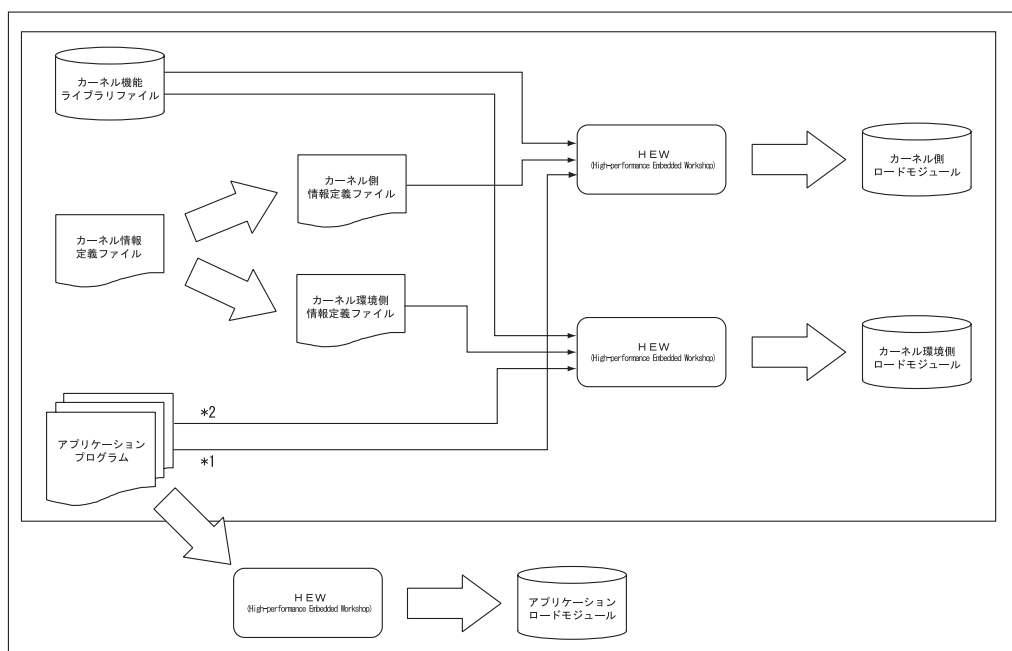 カーネル機能
ライブラリファイル
HEW
(High-performance Embedded Workshop)
カーネル側
ロードモジュール
カーネル側
情報定義ファイル
カーネル情報
定義ファイル
カーネル環境側
情報定義ファイル
HEW
(High-performance Embedded Workshop)
カーネル環境側
ロードモジュール
*2
アプリケーション
プログラム
*1
HEW
(High-performance Embedded Workshop)
アプリケーション
ロードモジュール